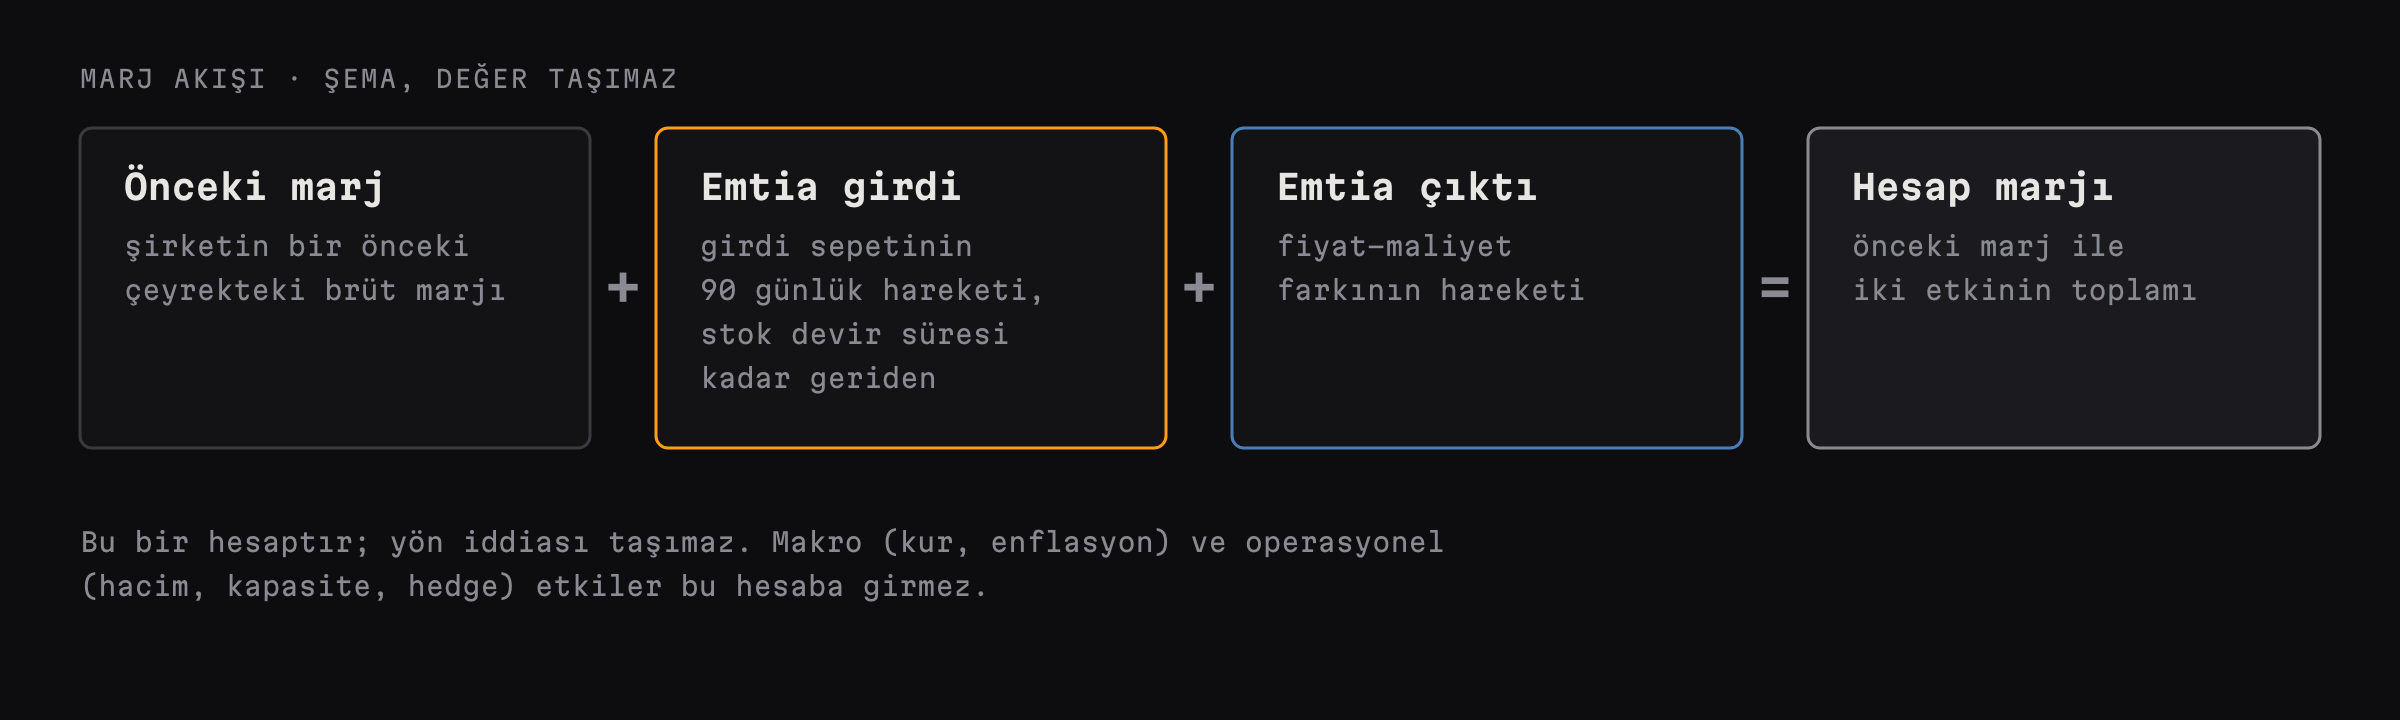 MARJ AKIŞI · ŞEMA, DEĞER TAŞIMAZ
Önceki marj
şirketin bir önceki
çeyrekteki brüt marjı
+
Emtia girdi
girdi sepetinin
90 günlük hareketi,
stok devir süresi
kadar geriden
+
Emtia çıktı
fiyat–maliyet
farkının hareketi
=
Hesap marjı
önceki marj ile
iki etkinin toplamı
Bu bir hesaptır; yön iddiası taşımaz. Makro (kur, enflasyon) ve operasyonel
(hacim, kapasite, hedge) etkiler bu hesaba girmez.